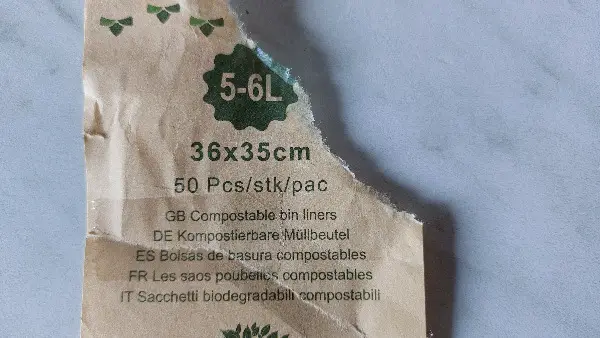 5-6L
36x35cm
50 Pcs/stk/pac
GB Compostable bin liners
DE Kompostierbare Müllbeutel
ES Bolsas de basura compostables
FR Les saos poubelles compostables
IT Sacchetti biodegradabili compostabili